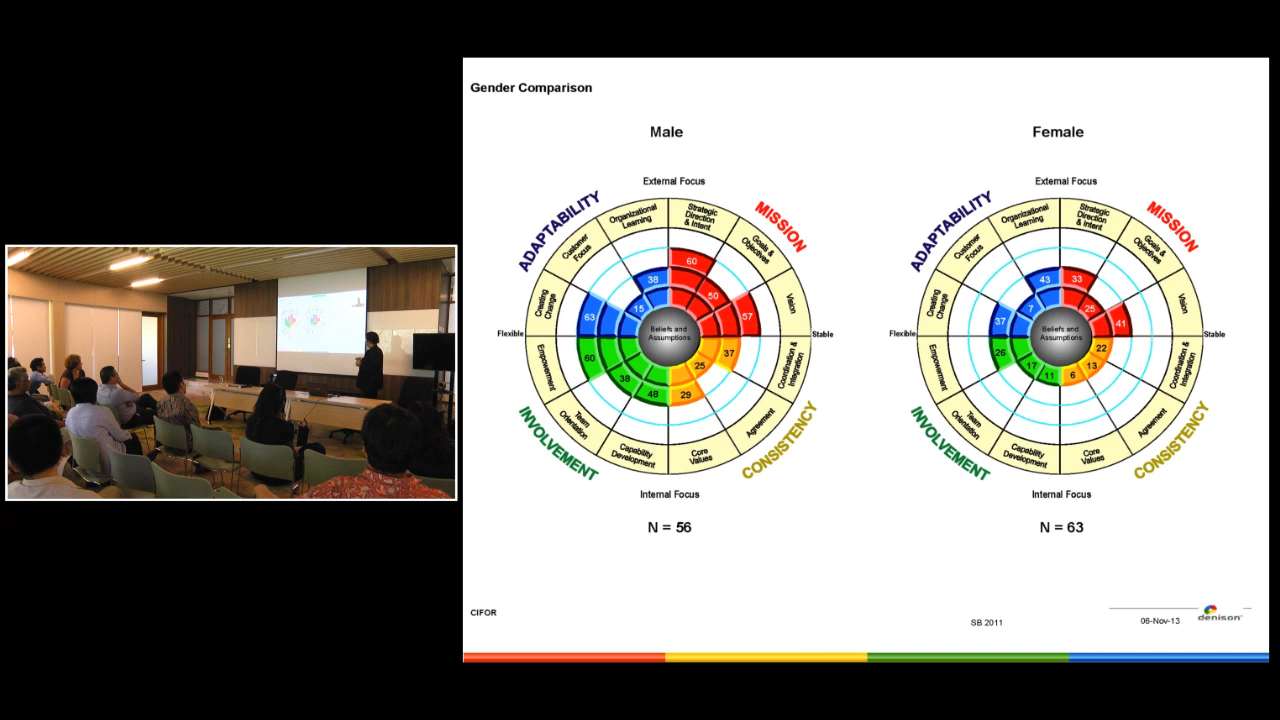 Gender Comparison
Male
External Focus
ADAPTABILITY
MISSION
Organizational
Learning
Strategic
Direction
& Intent
Customer
Focus
Goals &
Objectives
Creating
Change
Vision
60
38
50
63
15
57
Beliefs and
Assumptions
Flexible
Stable
60
37
25
38
48
29
Empowerment
Coordination &
Integration
Team
Orientation
Agreement
Capability
Development
Core
Values
INVOLVEMENT
CONSISTENCY
Internal Focus
N = 56
Female
External Focus
ADAPTABILITY
MISSION
Organizational
Learning
Strategic
Direction
& Intent
Customer
Focus
Goals &
Objectives
Creating
Change
Vision
43
33
37
7
25
41
Beliefs and
Assumptions
Flexible
Stable
26
22
17
13
11
6
Empowerment
Coordination &
Integration
Team
Orientation
Agreement
Capability
Development
Core
Values
INVOLVEMENT
CONSISTENCY
Internal Focus
N = 63
CIFOR
SB 2011
06-Nov-13
denison